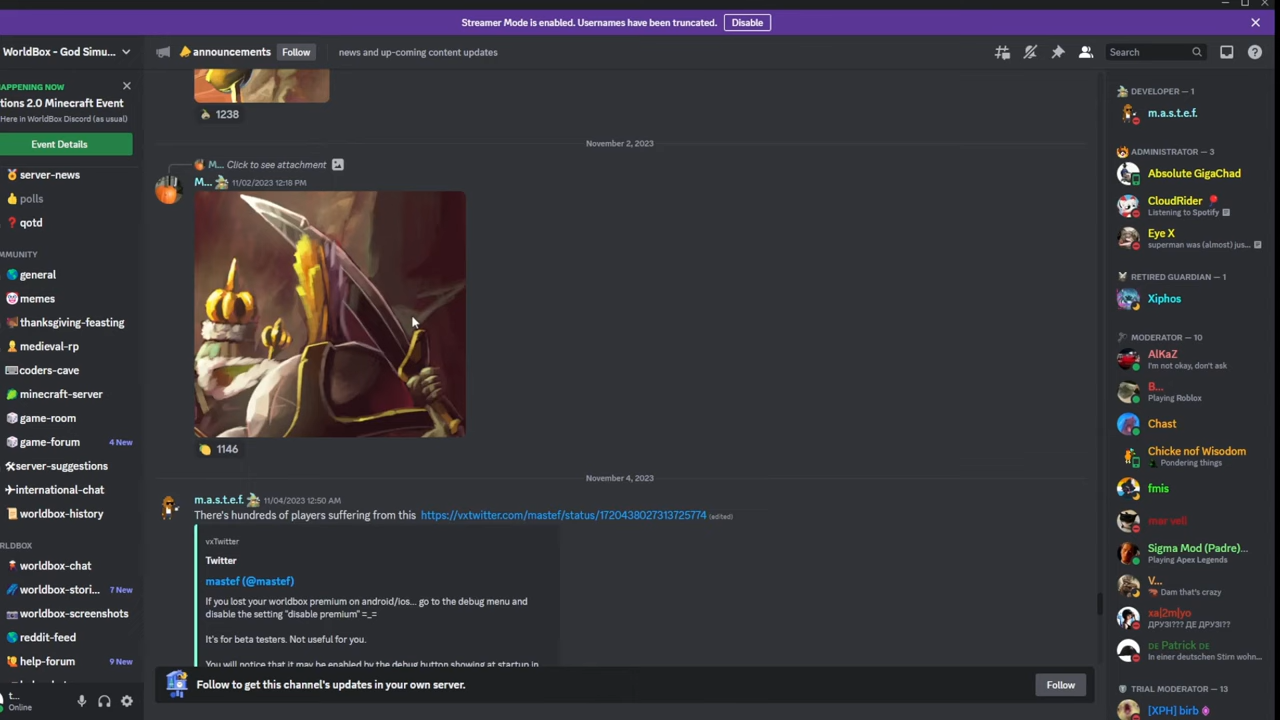 Streamer Mode is enabled. Usernames have been truncated.
Disable
WorldBox - God Simu...
announcements
Follow
news and up-coming content updates
Search
APPENING NOW
tions 2.0 Minecraft Event
Here in WorldBox Discord (as usual)
Event Details
server-news
polls
qotd
MMUNITY
general
memes
thanksgiving-feasting
medieval-rp
coders-cave
minecraft-server
game-room
game-forum
4 New
server-suggestions
international-chat
worldbox-history
RLDBOX
worldbox-chat
worldbox-stori...
7 New
worldbox-screenshots
reddit-feed
help-forum
9 New
t...
Online
1238
November 2, 2023
M... Click to see attachment
M... 11/02/2023 12:18 PM
1146
November 4, 2023
m.a.s.t.e.f. 11/04/2023 12:50 AM
There's hundreds of players suffering from this https://vxtwitter.com/mastef/status/1720438027313725774 (edited)
vxTwitter
Twitter
mastef (@mastef)
If you lost your worldbox premium on android/ios... go to the debug menu and
disable the setting "disable premium" =_=
It's for beta testers. Not useful for you.
You will notice that it may be enabled by the debug button showing at startup in
Follow to get this channel's updates in your own server.
Follow
DEVELOPER — 1
m.a.s.t.e.f.
ADMINISTRATOR — 3
Absolute GigaChad
CloudRider
Listening to Spotify
Eye X
superman was (almost) jus...
RETIRED GUARDIAN — 1
Xiphos
MODERATOR — 10
AlKaZ
I'm not okay, don't ask
B...
Playing Roblox
Chast
Chicke nof Wisodom
Pondering things
fmis
mar vell
Sigma Mod (Padre)...
Playing Apex Legends
V...
Dam that's crazy
xa|2m|yo
ДРУЗІ??? ДЕ ДРУЗІ??
DE Patrick DE
In einer deutschen Stirn wohn...
TRIAL MODERATOR — 13
[XPH] birb